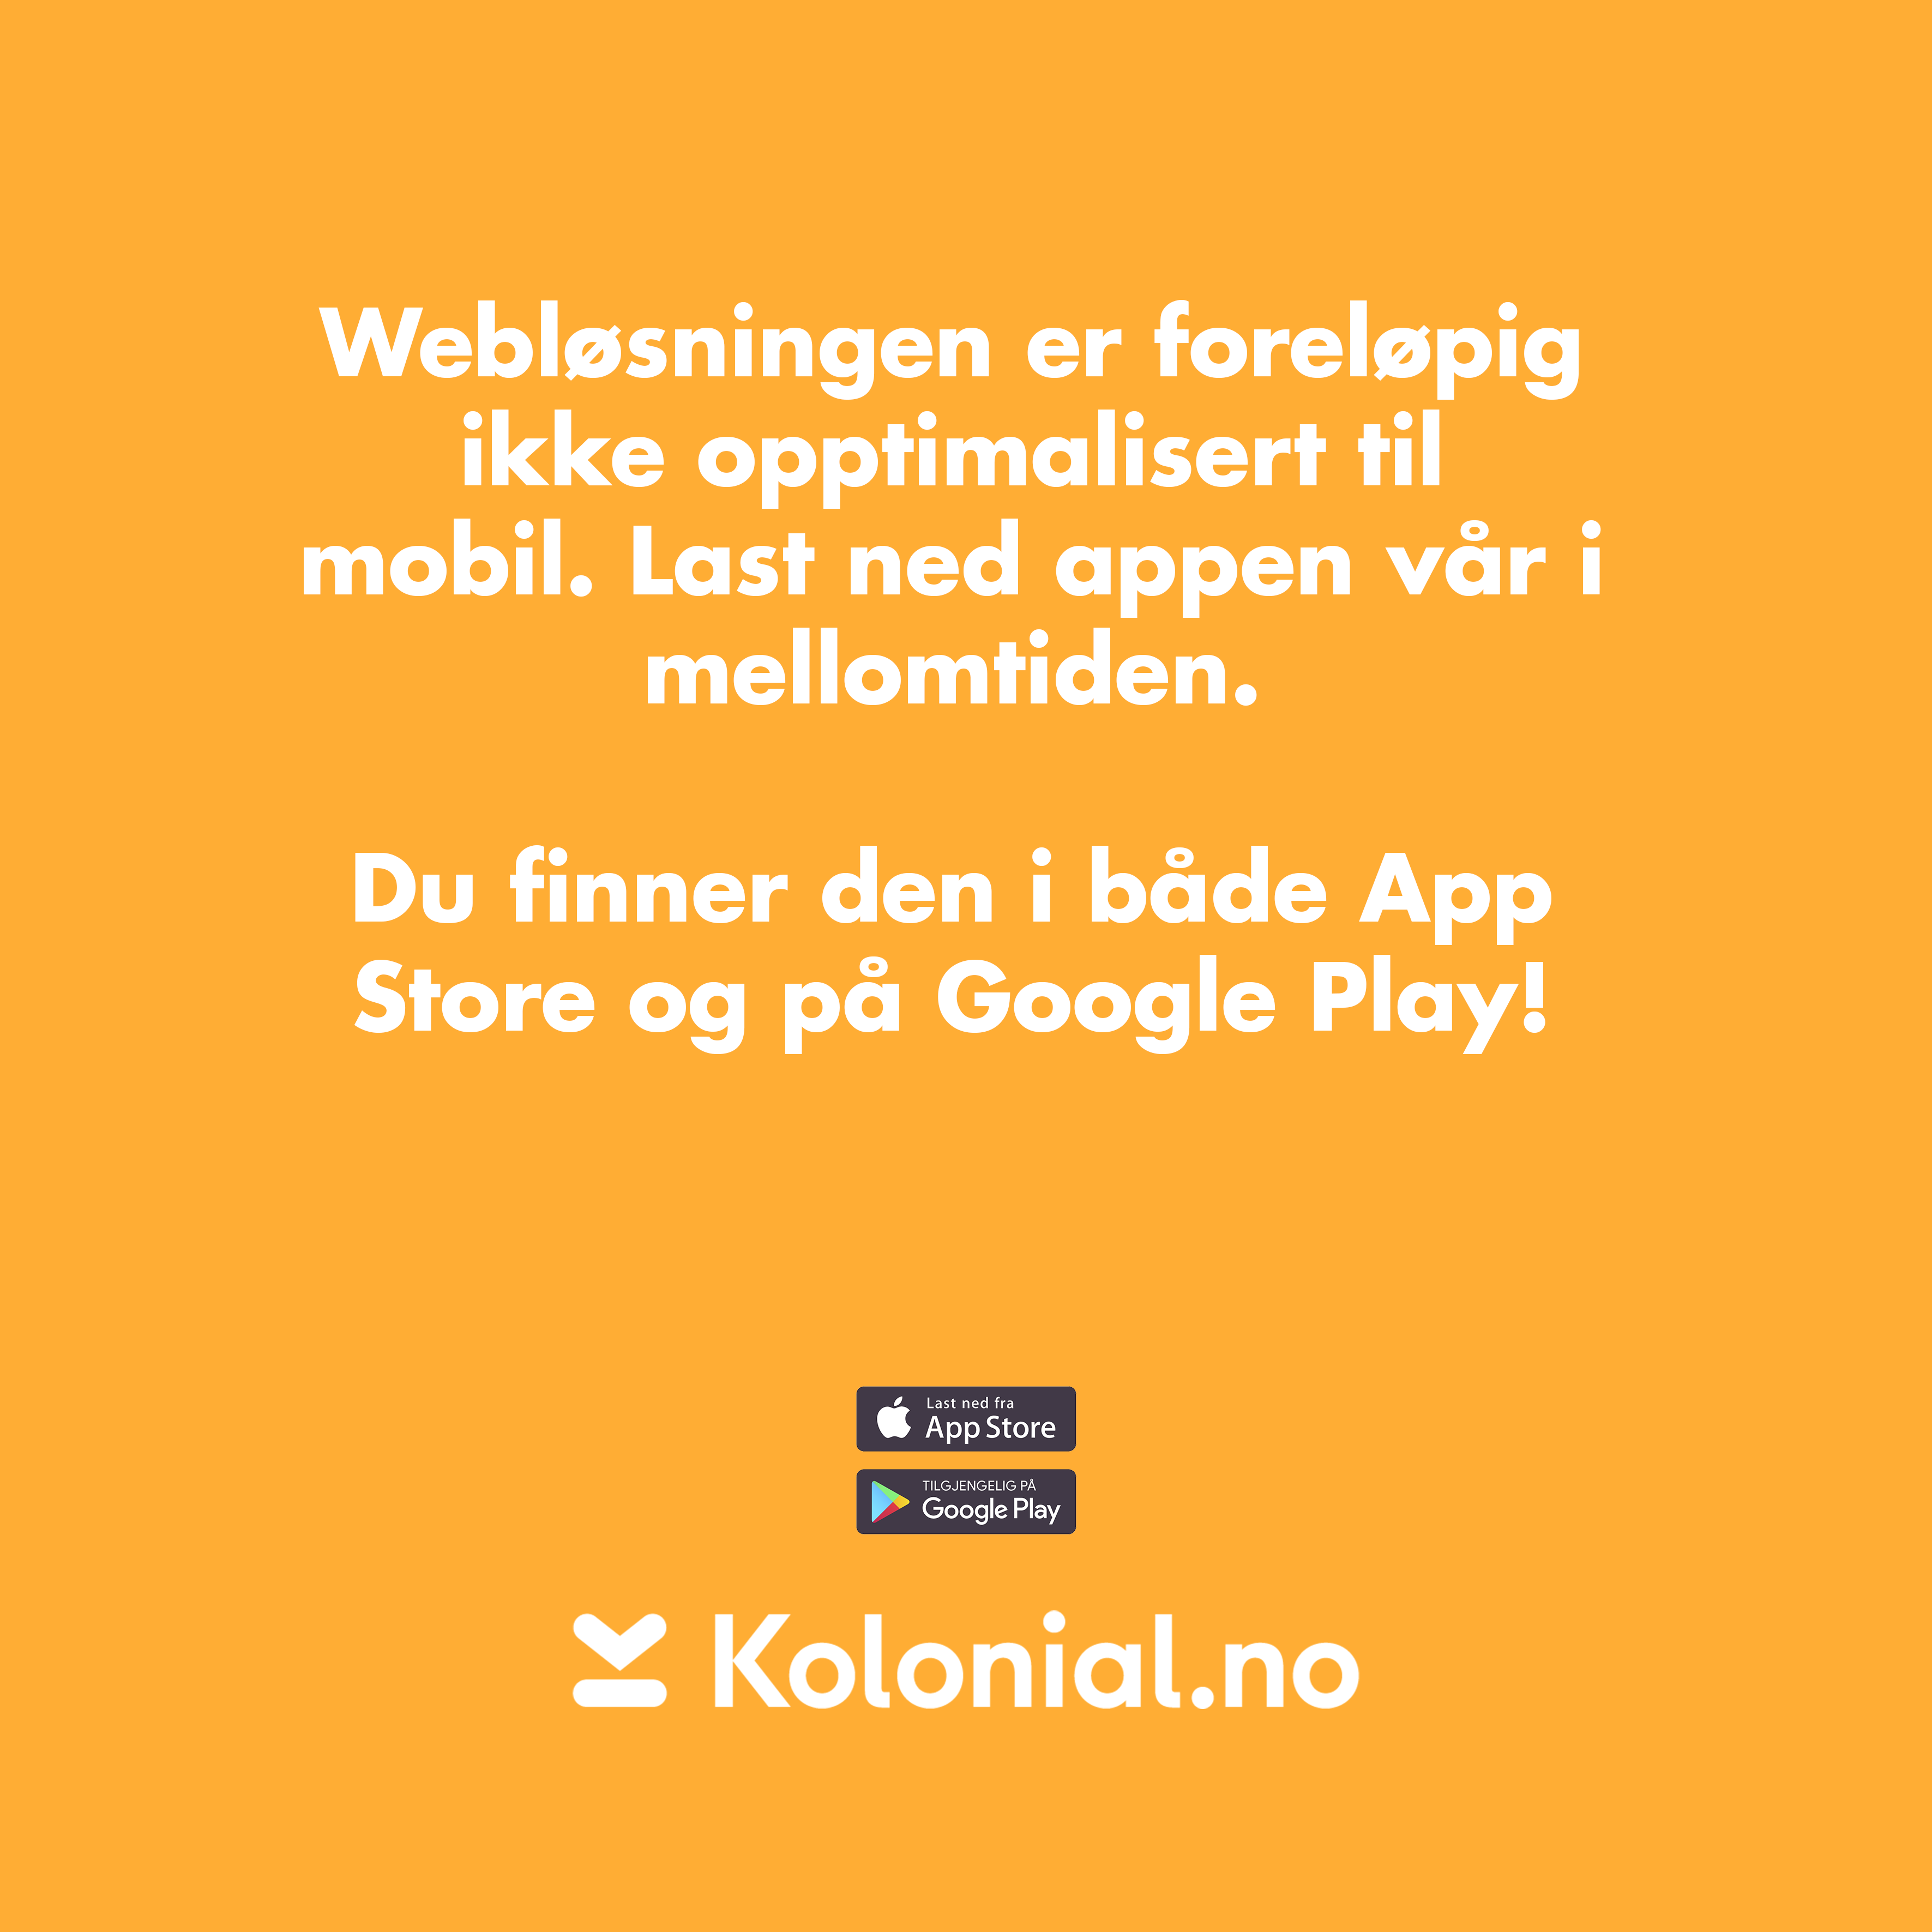 Webløsningen er foreløpig
ikke opptimalisert til
mobil. Last ned appen vår i
mellomtiden.
Du finner den i både App
Store og på Google Play!
Last ned fra
App Store
TILGJENGELIG PÅ
Google Play
Kolonial.no